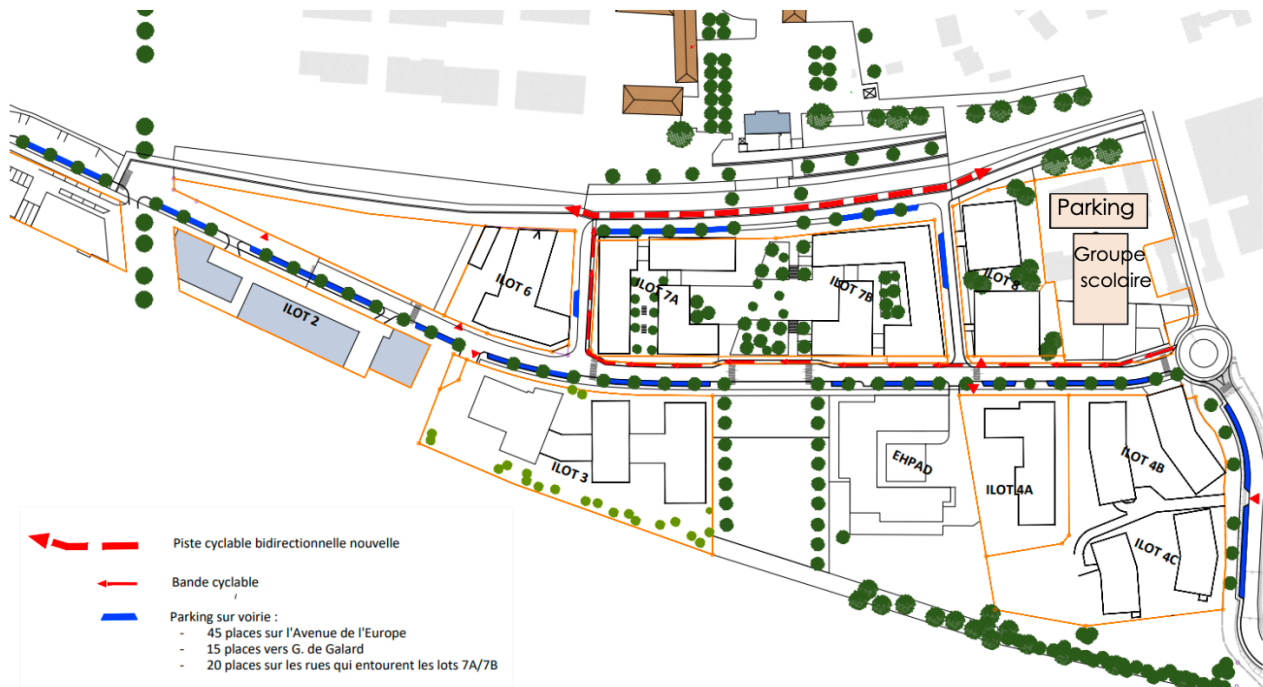 Parking
Groupe
scolaire
ILOT 6
ILOT 7A
ILOT 7B
ILOT 8
ILOT 2
ILOT 3
EHPAD
ILOT 4A
ILOT 4B
ILOT 4C
Piste cyclable bidirectionnelle nouvelle
Bande cyclable
Parking sur voirie :
- 45 places sur l'Avenue de l'Europe
- 15 places vers G. de Galard
- 20 places sur les rues qui entourent les lots 7A/7B